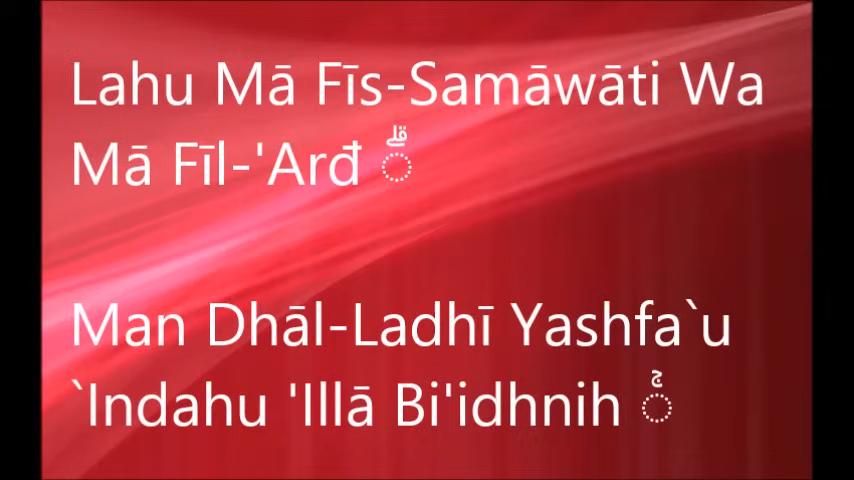 Lahu Mā Fīs-Samāwāti Wa
Mā Fīl-'Arđ ۗ
Man Dhāl-Ladhī Yashfa`u
`Indahu 'Illā Bi'idhnih ۚ